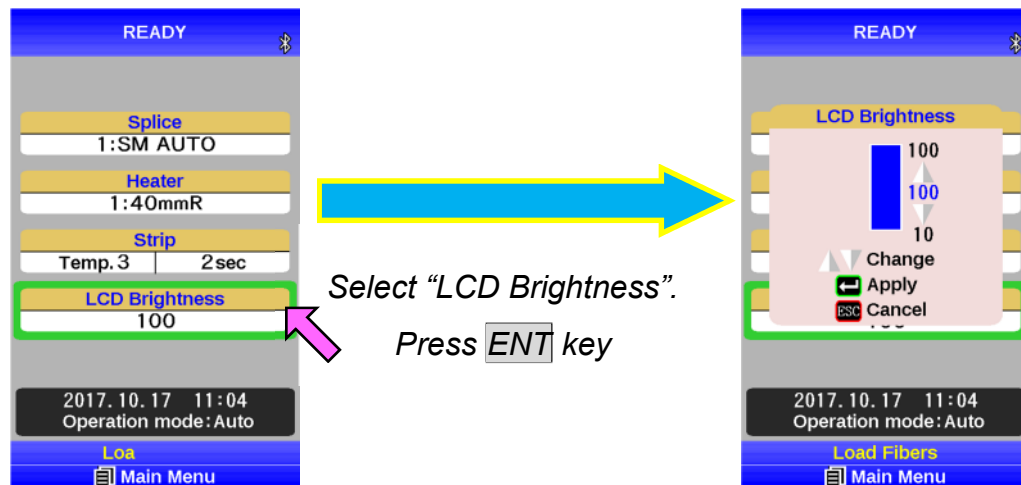 READY
Splice
1:SM AUTO
Heater
1:40mmR
Strip
Temp.3 2sec
LCD Brightness
100
2017.10.17 11:04
Operation mode:Auto
Loa
Main Menu
Select “LCD Brightness”.
Press ENT key
READY
LCD Brightness
100
100
10
Change
Apply
ESC Cancel
2017.10.17 11:04
Operation mode:Auto
Load Fibers
Main Menu